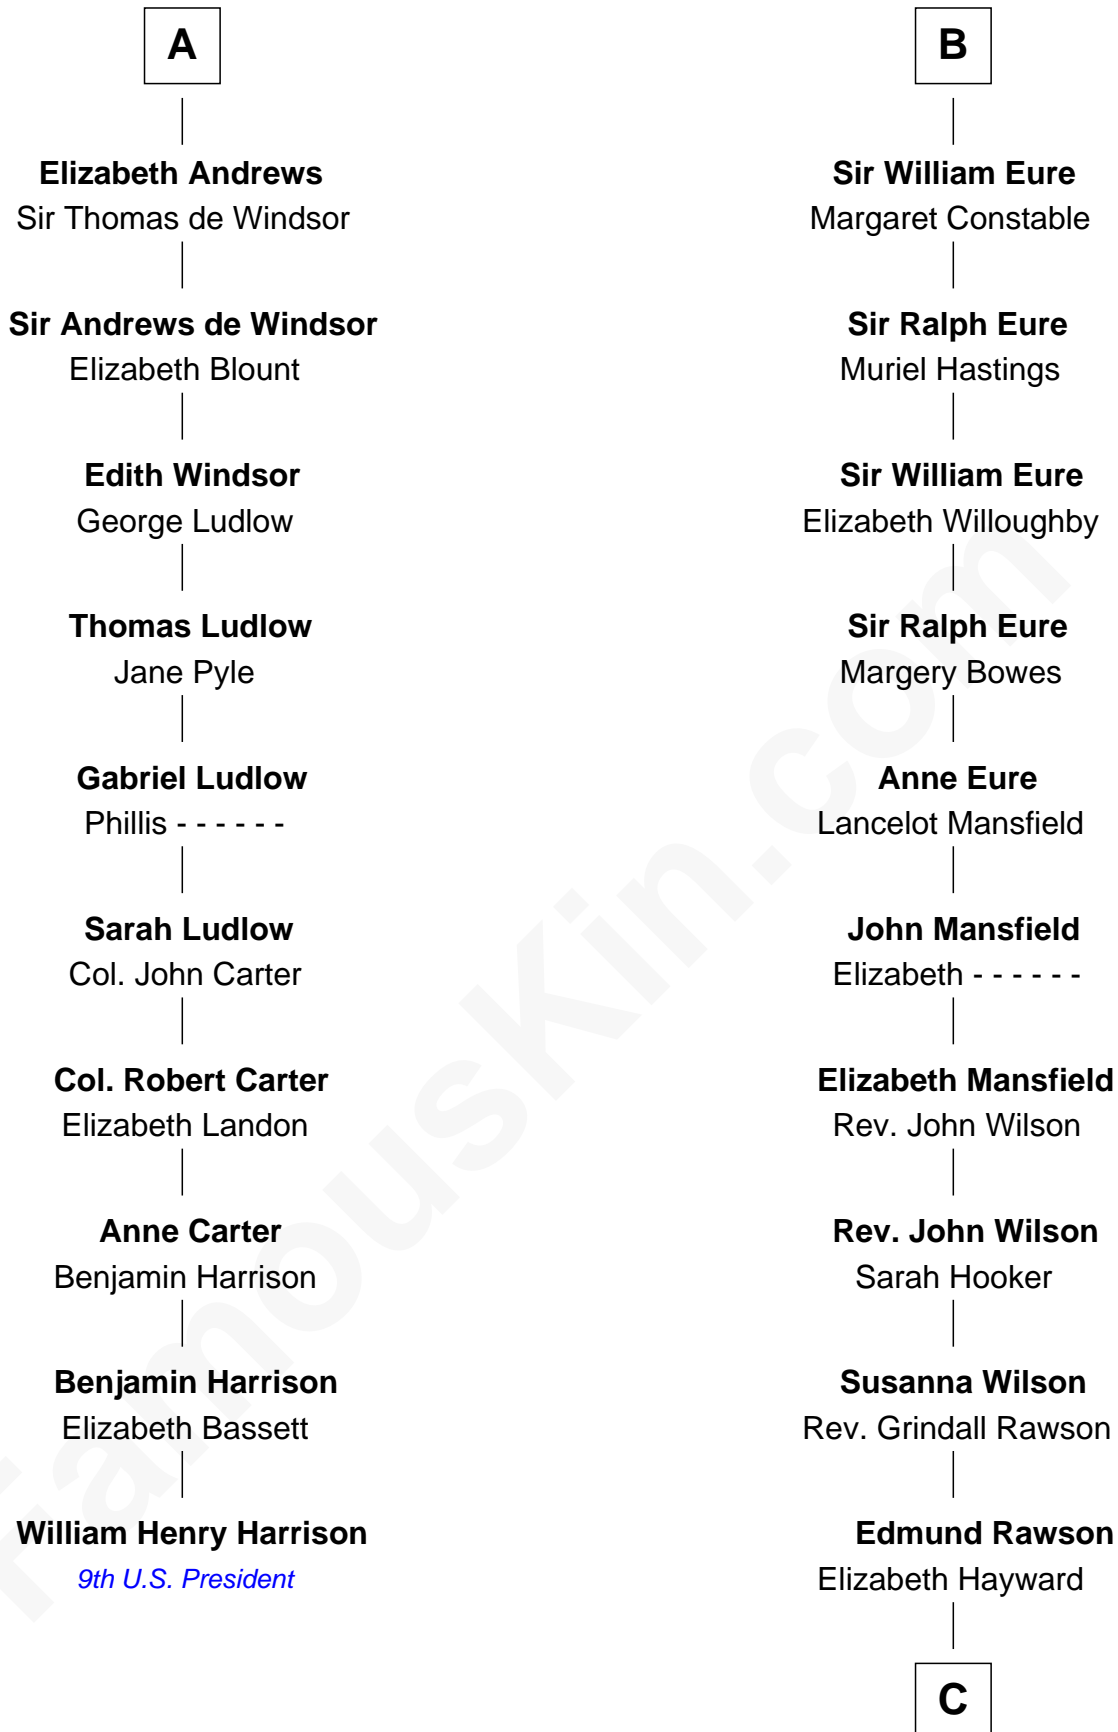 A
Elizabeth Andrews
Sir Thomas de Windsor
Sir Andrews de Windsor
Elizabeth Blount
Edith Windsor
George Ludlow
Thomas Ludlow
Jane Pyle
Gabriel Ludlow
Phillis - - - - - -
Sarah Ludlow
Col. John Carter
Col. Robert Carter
Elizabeth Landon
Anne Carter
Benjamin Harrison
Benjamin Harrison
Elizabeth Bassett
William Henry Harrison
9th U.S. President
B
Sir William Eure
Margaret Constable
Sir Ralph Eure
Muriel Hastings
Sir William Eure
Elizabeth Willoughby
Sir Ralph Eure
Margery Bowes
Anne Eure
Lancelot Mansfield
John Mansfield
Elizabeth - - - - - -
Elizabeth Mansfield
Rev. John Wilson
Rev. John Wilson
Sarah Hooker
Susanna Wilson
Rev. Grindall Rawson
Edmund Rawson
Elizabeth Hayward
C
FamousKin.com